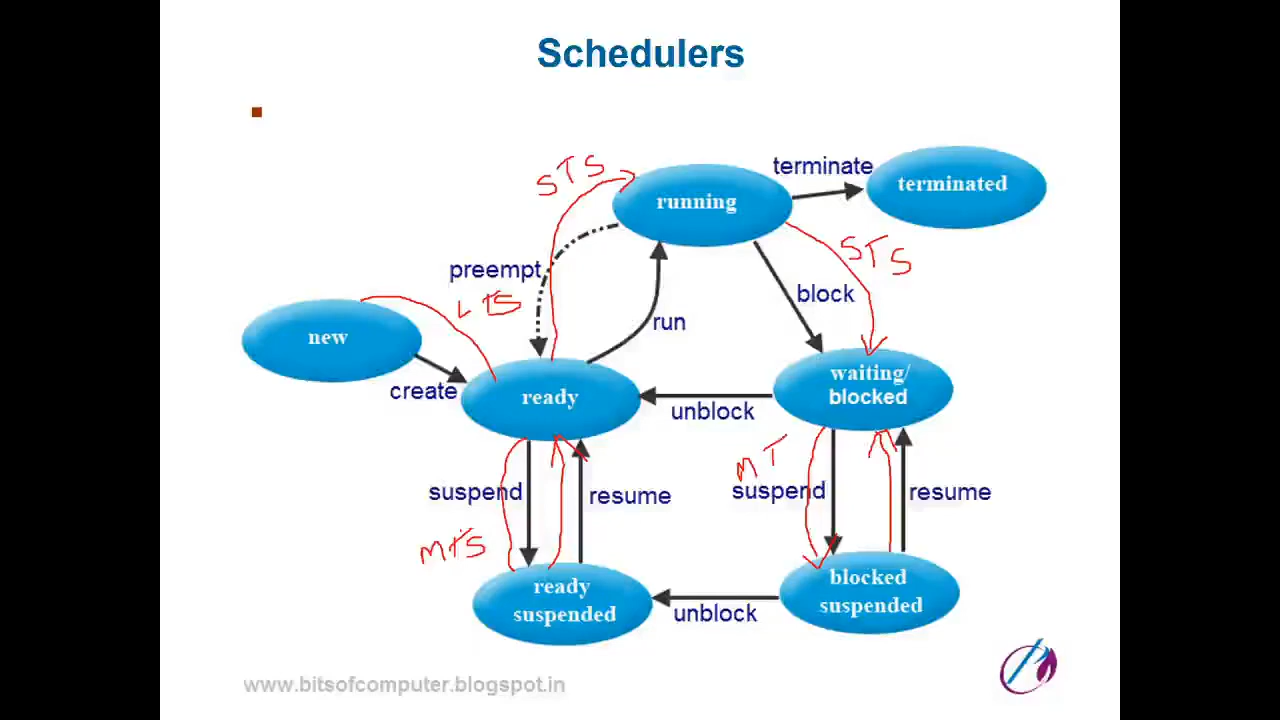 Schedulers
STS
running
terminate
terminated
STS
preempt
block
LTS
run
new
create
ready
waiting/
blocked
unblock
MT
suspend
resume
suspend
resume
MTS
ready
suspended
unblock
blocked
suspended
www.bitsofcomputer.blogspot.in